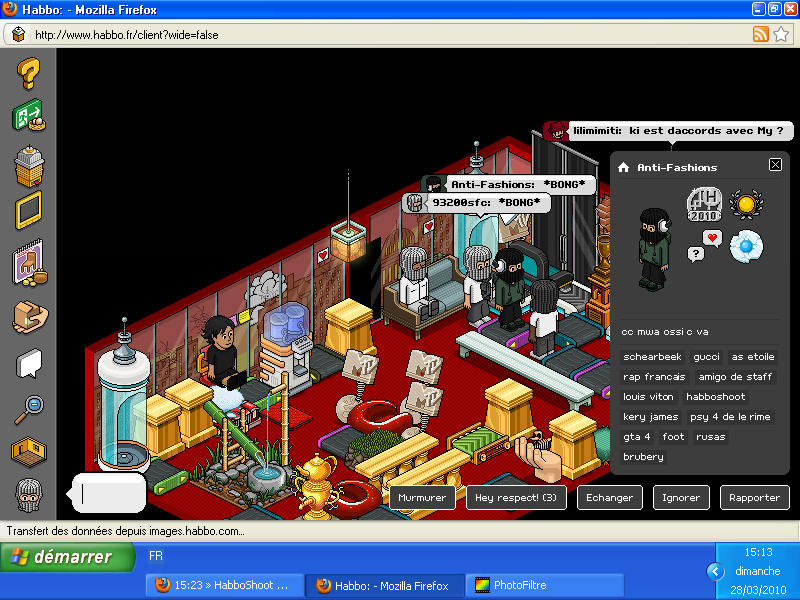 Habbo: - Mozilla Firefox
http://www.habbo.fr/client?wide=false
lilimimiti: ki est daccords avec My ?
Anti-Fashions: *BONG*
93200sfc: *BONG*
Anti-Fashions
H
2010
?
cc mwa ossi c va
schearbeek gucci as etoile
rap francais amigo de staff
louis viton habboshoot
kery james psy 4 de le rime
gta 4 foot rusas
brubery
Murmurer Hey respect! (3) Echanger Ignorer Rapporter
Transfert des données depuis images.habbo.com...
démarrer FR
15:23 » HabboShoot ... Habbo: - Mozilla Firefox PhotoFiltre
15:13
dimanche
28/03/2010